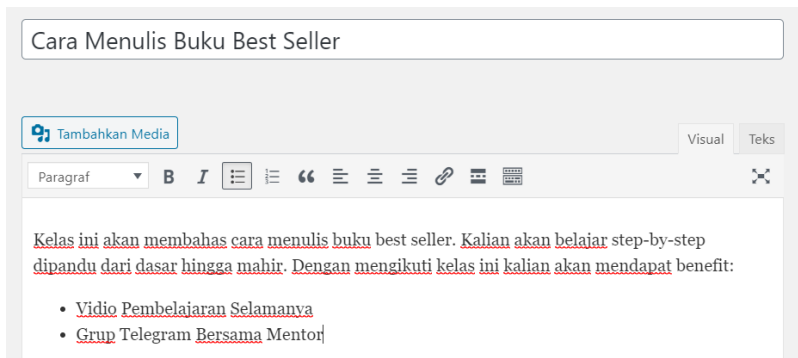 Cara Menulis Buku Best Seller
Tambahkan Media
Visual Teks
Paragraf B I
Kelas ini akan membahas cara menulis buku best seller. Kalian akan belajar step-by-step
dipandu dari dasar hingga mahir. Dengan mengikuti kelas ini kalian akan mendapat benefit:
• Vidio Pembelajaran Selamanya
• Grup Telegram Bersama Mentor